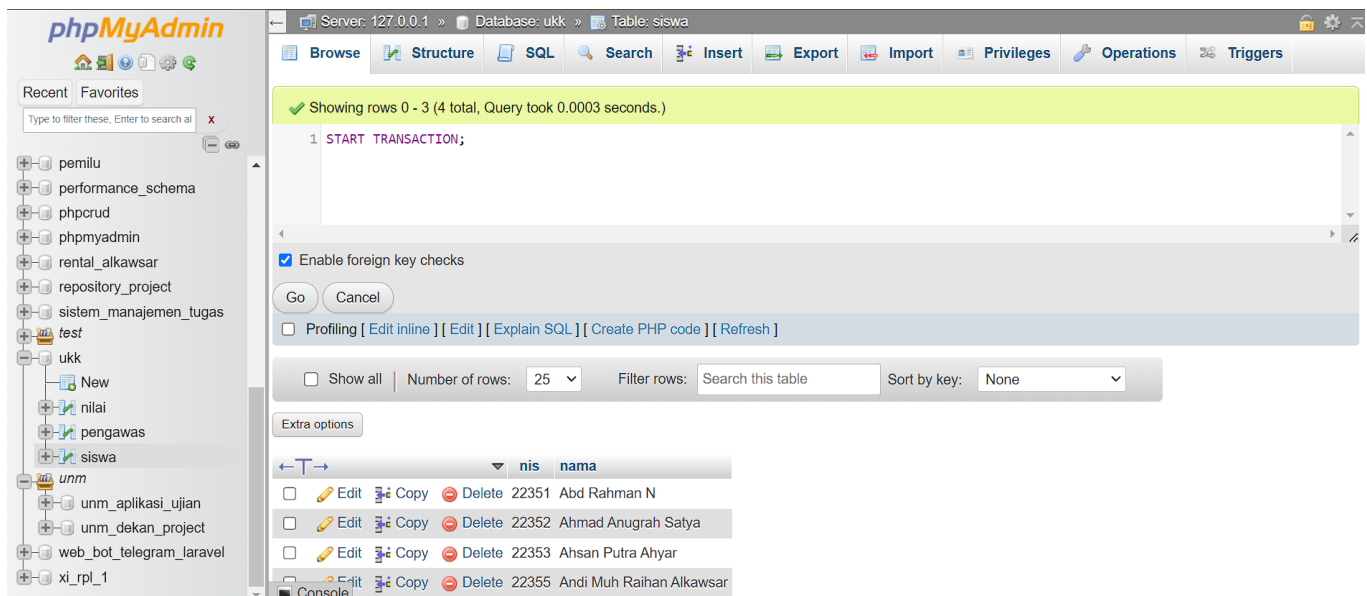 phpMyAdmin
Recent Favorites
Type to filter these, Enter to search al X
pemilu
performance_schema
phpcrud
phpmyadmin
rental_alkawsar
repository_project
sistem_manajemen_tugas
test
ukk
New
nilai
pengawas
siswa
unm
unm_aplikasi_ujian
unm_dekan_project
web_bot_telegram_laravel
xi_rpl_1
Server: 127.0.0.1 » Database: ukk » Table: siswa
Browse Structure SQL Search Insert Export Import Privileges Operations Triggers
Showing rows 0 - 3 (4 total, Query took 0.0003 seconds.)
1 START TRANSACTION;
Enable foreign key checks
Go Cancel
Profiling [ Edit inline ] [ Edit ] [ Explain SQL ] [ Create PHP code ] [ Refresh ]
Show all | Number of rows: 25 Filter rows: Search this table Sort by key: None
Extra options
←T→ nis nama
Edit Copy Delete 22351 Abd Rahman N
Edit Copy Delete 22352 Ahmad Anugrah Satya
Edit Copy Delete 22353 Ahsan Putra Ahyar
Edit Copy Delete 22355 Andi Muh Raihan Alkawsar
Console